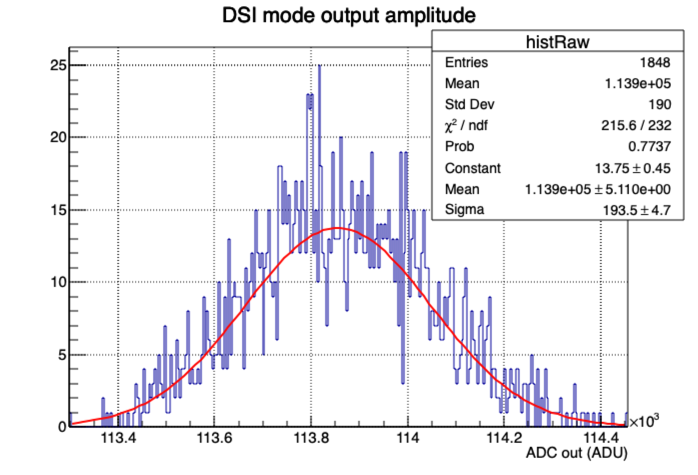 DSI mode output amplitude
histRaw
Entries 1848
Mean 1.139e+05
Std Dev 190
χ² / ndf 215.6 / 232
Prob 0.7737
Constant 13.75 ± 0.45
Mean 1.139e+05 ± 5.110e+00
Sigma 193.5 ± 4.7
25
20
15
10
5
0
113.4 113.6 113.8 114 114.2 114.4
×10³
ADC out (ADU)